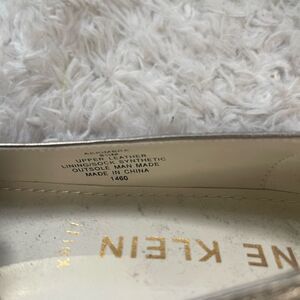 UPPER LEATHER
LINING/SOCK SYNTHETIC
OUTSOLE MAN MADE
MADE IN CHINA
1460
NE KLEIN